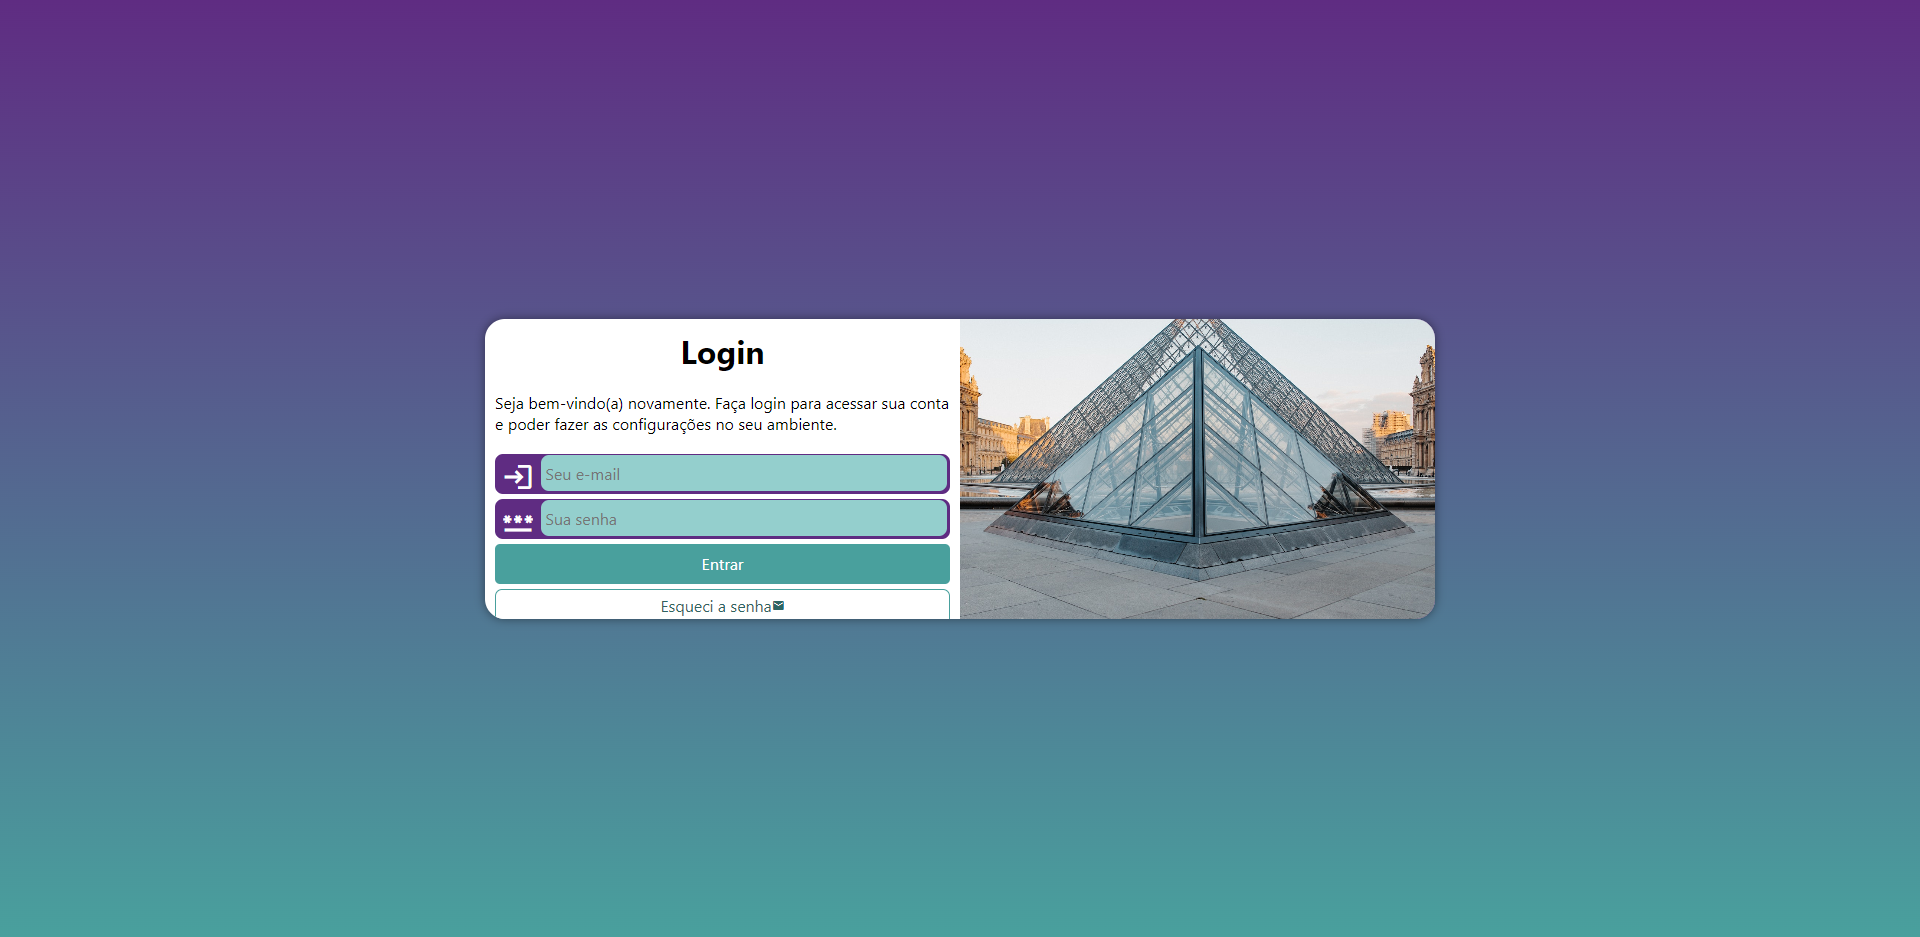 Login
Seja bem-vindo(a) novamente. Faça login para acessar sua conta
e poder fazer as configurações no seu ambiente.
Seu e-mail
Sua senha
Entrar
Esqueci a senha